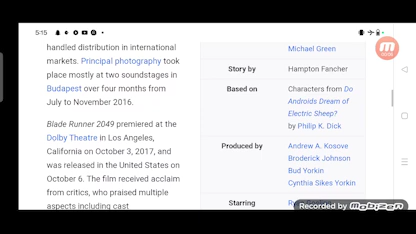 5:15
handled distribution in international
markets. Principal photography took
place mostly at two soundstages in
Budapest over four months from
July to November 2016.
Blade Runner 2049 premiered at the
Dolby Theatre in Los Angeles,
California on October 3, 2017, and
was released in the United States on
October 6. The film received acclaim
from critics, who praised multiple
aspects including cast
Michael Green
Story by Hampton Fancher
Based on Characters from Do
Androids Dream of
Electric Sheep?
by Philip K. Dick
Produced by Andrew A. Kosove
Broderick Johnson
Bud Yorkin
Cynthia Sikes Yorkin
Starring
Recorded by Mobizen